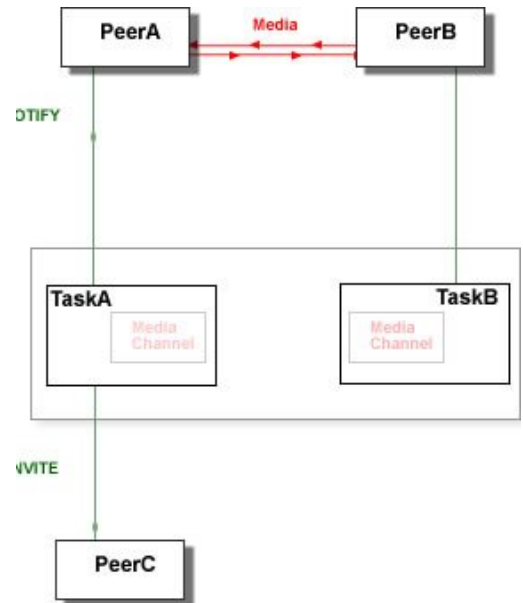 Media
PeerA
PeerB
OTIFY
TaskA
TaskB
Media
Channel
Media
Channel
NVITE
PeerC